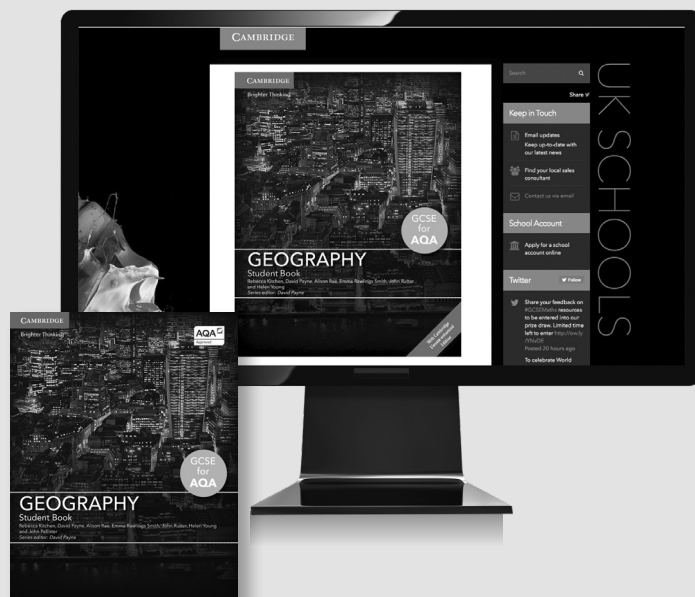 CAMBRIDGE
CAMBRIDGE
Brighter Thinking
GCSE
for
AQA
GEOGRAPHY
Student Book
Rebecca Kitchen, David Payne, Alison Rae, Emma Rawlings Smith, John Rutter
and Helen Young
Series editor: David Payne
With Cambridge
Elevate enhanced
Edition
Search
Share
Keep in Touch
Email updates
Keep up-to-date with
our latest news
Find your local sales
consultant
Contact us via email
School Account
Apply for a school
account online
Twitter
Follow
Share your feedback on
#GCSEMaths resources
to be entered into our
prize draw. Limited time
left to enter
Posted 20 hours ago
To celebrate World
UK SCHOOLS
CAMBRIDGE
Brighter Thinking
AQA
Approved
GCSE
for
AQA
GEOGRAPHY
Student Book
Rebecca Kitchen, David Payne, Alison Rae, Emma Rawlings Smith, John Rutter, Helen Young
and John Pallister
Series editor: David Payne